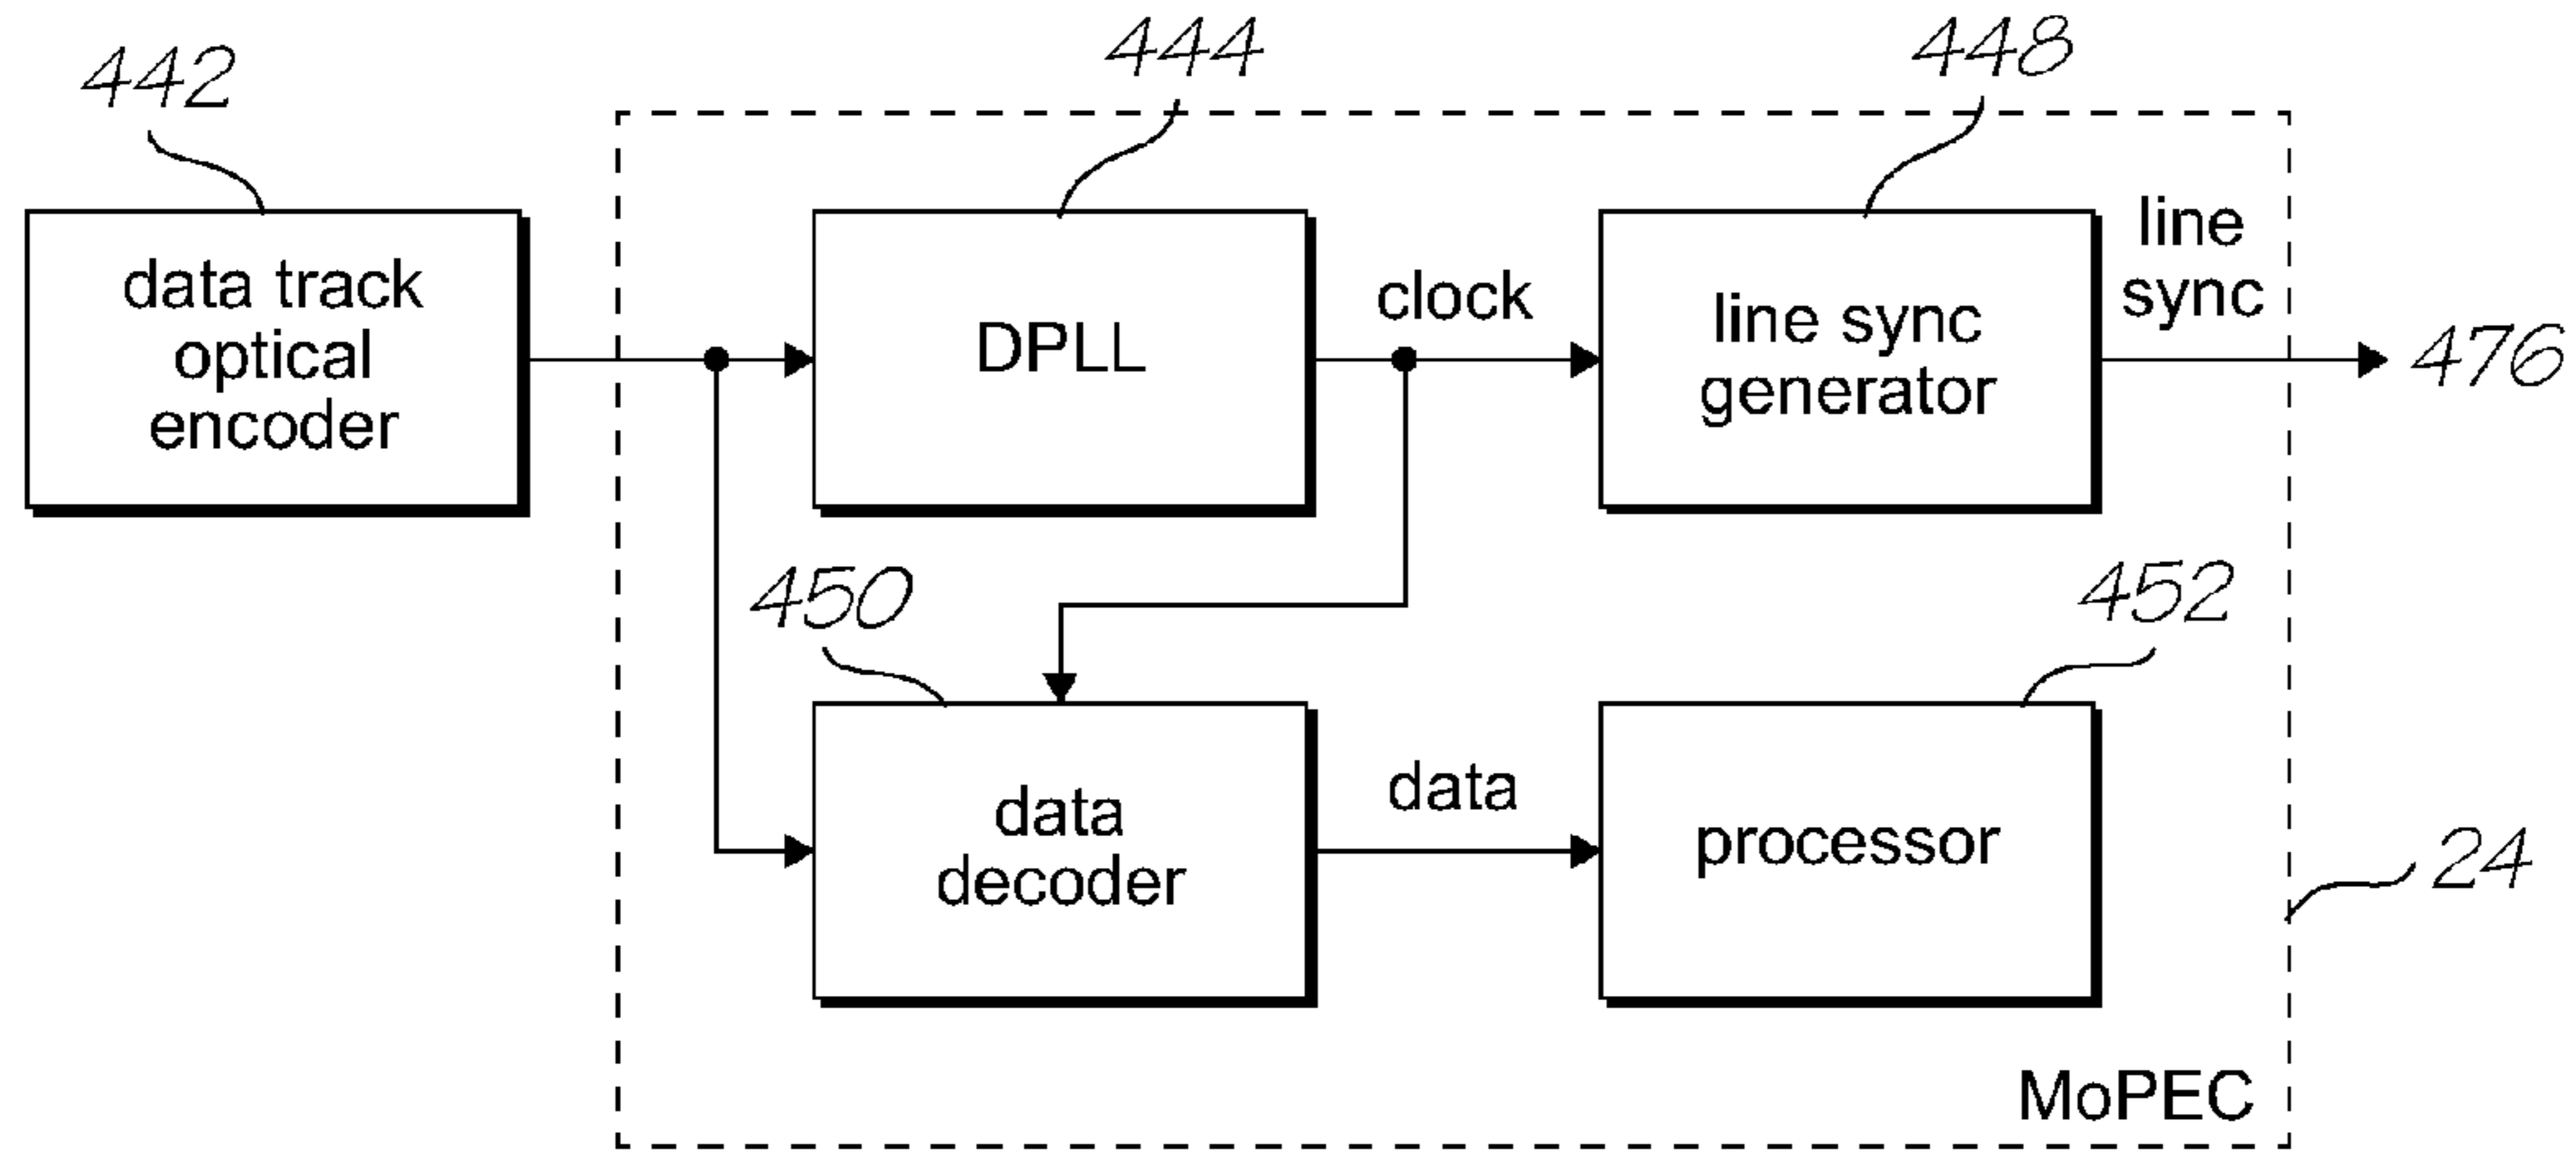 442
444
448
data track
optical
encoder
DPLL
clock
line sync
generator
line
sync
476
450
452
data
decoder
data
processor
24
MoPEC